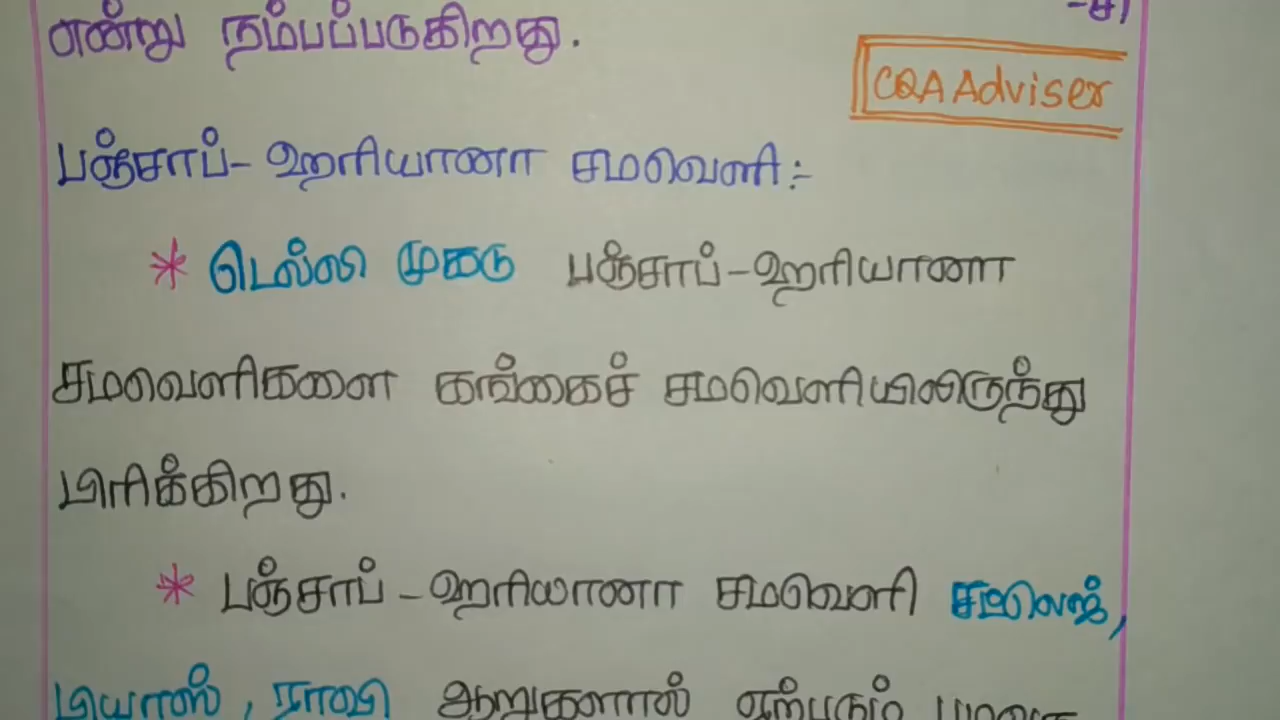 என்று நம்பப்படுகிறது.
CQA Adviser
பஞ்சாப்- ஹரியானா சமவெளி:-
* டெல்லி முகடு பஞ்சாப்-ஹரியானா
சமவெளிகளை கங்கைச் சமவெளியிலிருந்து
பிரிக்கிறது.
* பஞ்சாப் - ஹரியானா சமவெளி சட்லெஜ்,
பியாஸ், ராவி ஆறுகளால் ஏற்படும்